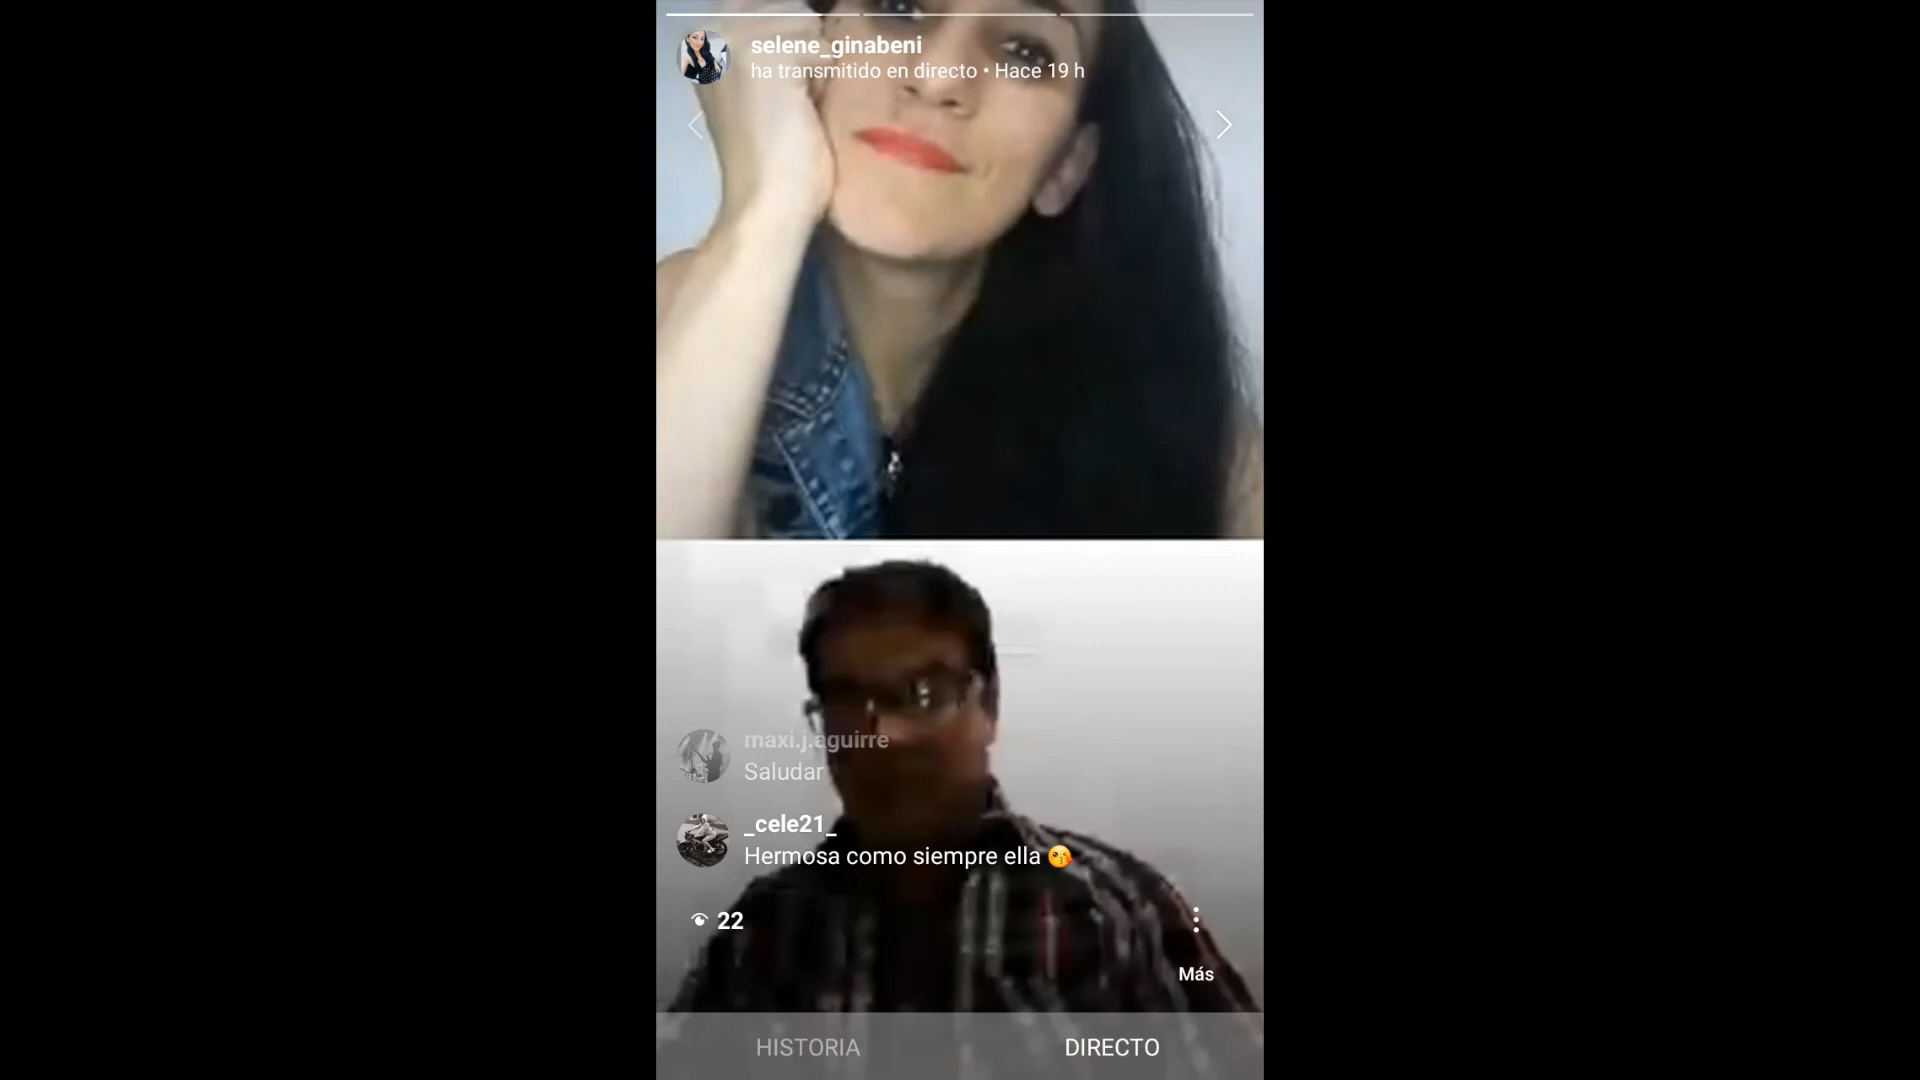 selene_ginabeni
ha transmitido en directo • Hace 19 h
maxi.j.aguirre
Saludar
_cele21_
Hermosa como siempre ella 😚
22
Más
HISTORIA
DIRECTO